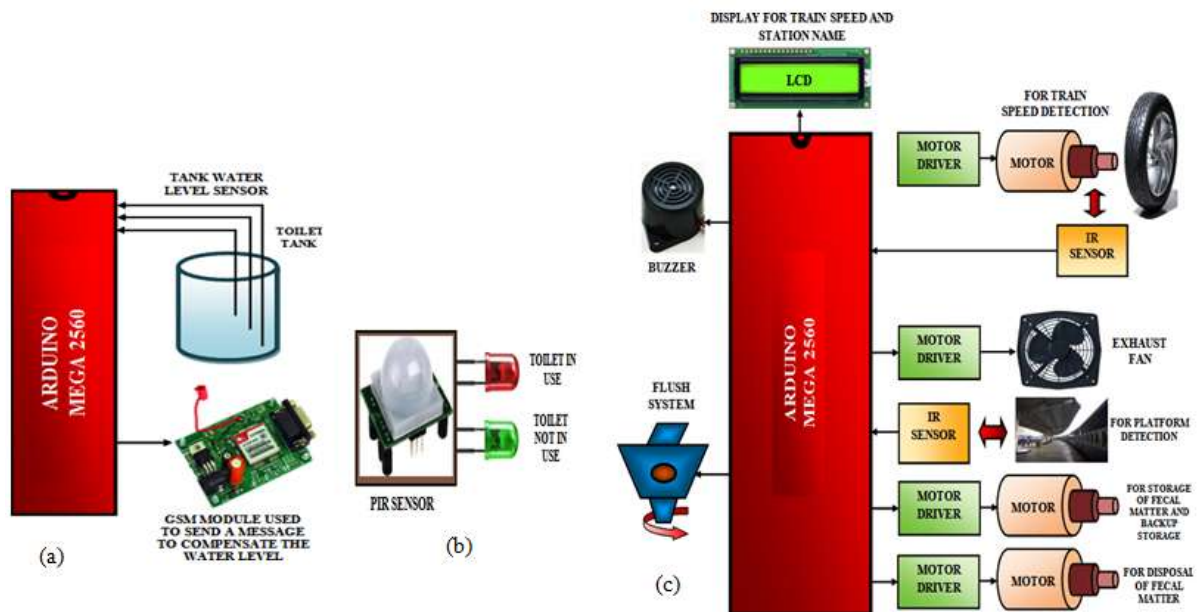 TANK WATER
LEVEL SENSOR
TOILET
TANK
ARDUINO
MEGA 2560
GSM MODULE USED
TO SEND A MESSAGE
TO COMPENSATE THE
WATER LEVEL
(a)
TOILET IN
USE
TOILET
NOT IN
USE
PIR SENSOR
(b)
DISPLAY FOR TRAIN SPEED AND
STATION NAME
LCD
FOR TRAIN
SPEED DETECTION
MOTOR
DRIVER
MOTOR
IR
SENSOR
BUZZER
ARDUINO
MEGA 2560
MOTOR
DRIVER
EXHAUST
FAN
FLUSH
SYSTEM
IR
SENSOR
FOR PLATFORM
DETECTION
MOTOR
DRIVER
MOTOR
FOR STORAGE
OF FECAL
MATTER AND
BACKUP
STORAGE
MOTOR
DRIVER
MOTOR
FOR DISPOSAL
OF FECAL
MATTER
(c)